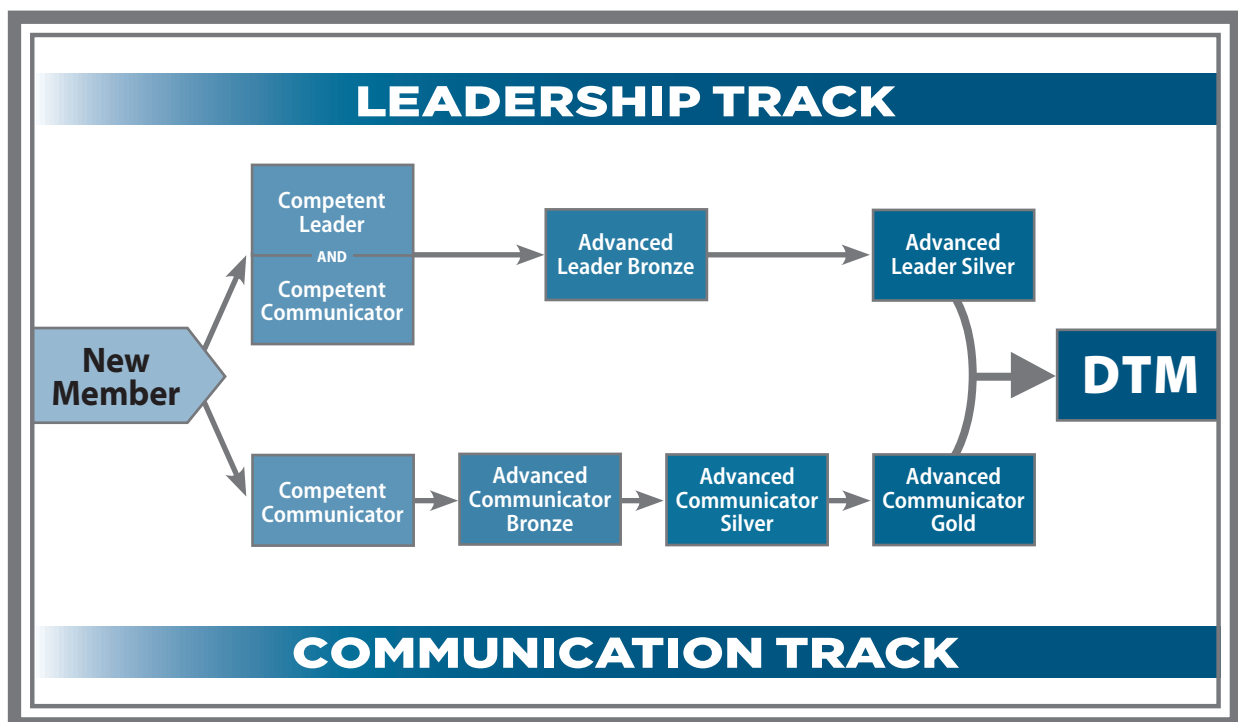 LEADERSHIP TRACK
Competent
Leader
AND
Competent
Communicator
Advanced
Leader Bronze
Advanced
Leader Silver
New
Member
DTM
Competent
Communicator
Advanced
Communicator
Bronze
Advanced
Communicator
Silver
Advanced
Communicator
Gold
COMMUNICATION TRACK